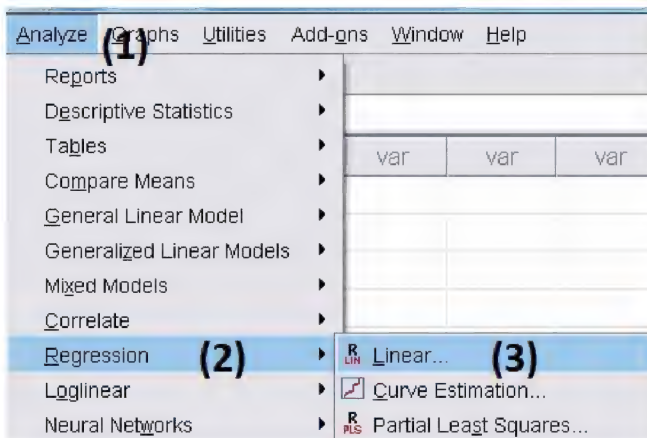 Analyze (1) Graphs Utilities Add-ons Window Help
Reports
Descriptive Statistics
Tables
var var var
Compare Means
General Linear Model
Generalized Linear Models
Mixed Models
Correlate
Regression (2) R LIN Linear... (3)
Loglinear Curve Estimation...
Neural Networks R PLS Partial Least Squares...